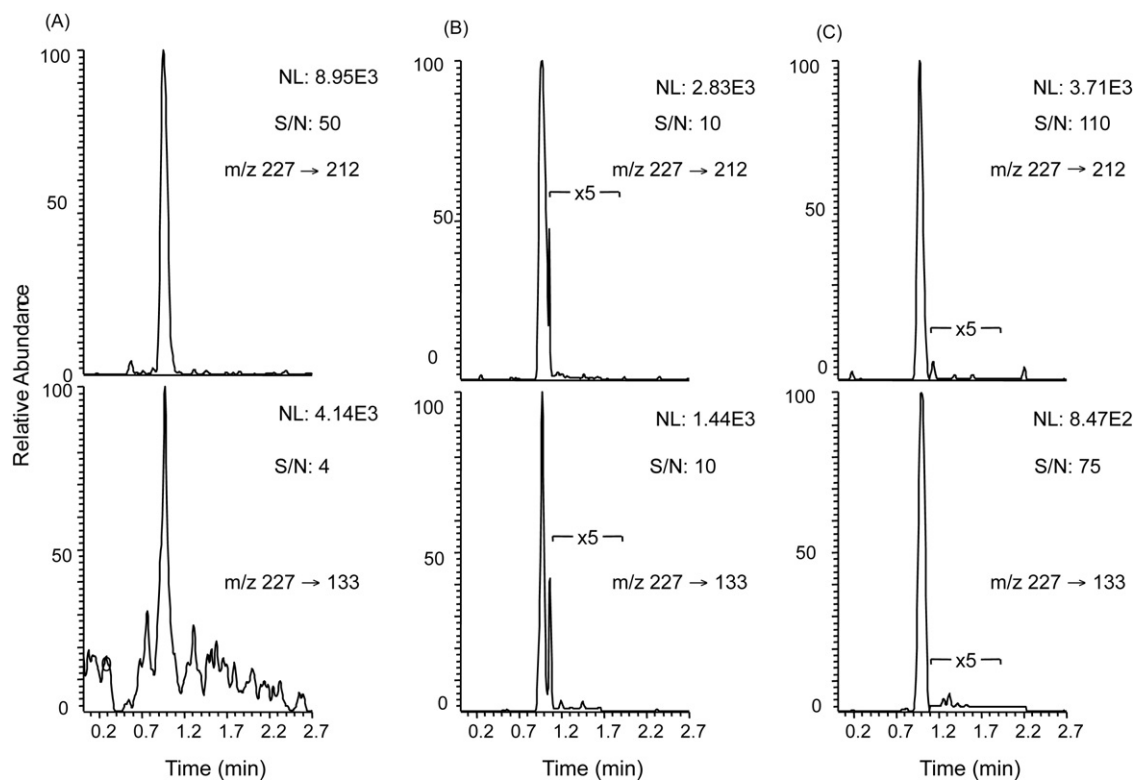 (A)
100
NL: 8.95E3
S/N: 50
m/z 227 → 212
50
0
100
NL: 4.14E3
S/N: 4
50
m/z 227 → 133
0
0.2 0.7 1.2 1.7 2.2 2.7
Time (min)
Relative Abundance
(B)
100
NL: 2.83E3
S/N: 10
m/z 227 → 212
x5
50
0
100
NL: 1.44E3
S/N: 10
x5
50
m/z 227 → 133
0
0.2 0.7 1.2 1.7 2.2 2.7
Time (min)
(C)
100
NL: 3.71E3
S/N: 110
m/z 227 → 212
50
x5
0
100
NL: 8.47E2
S/N: 75
50
m/z 227 → 133
x5
0
0.2 0.7 1.2 1.7 2.2 2.7
Time (min)